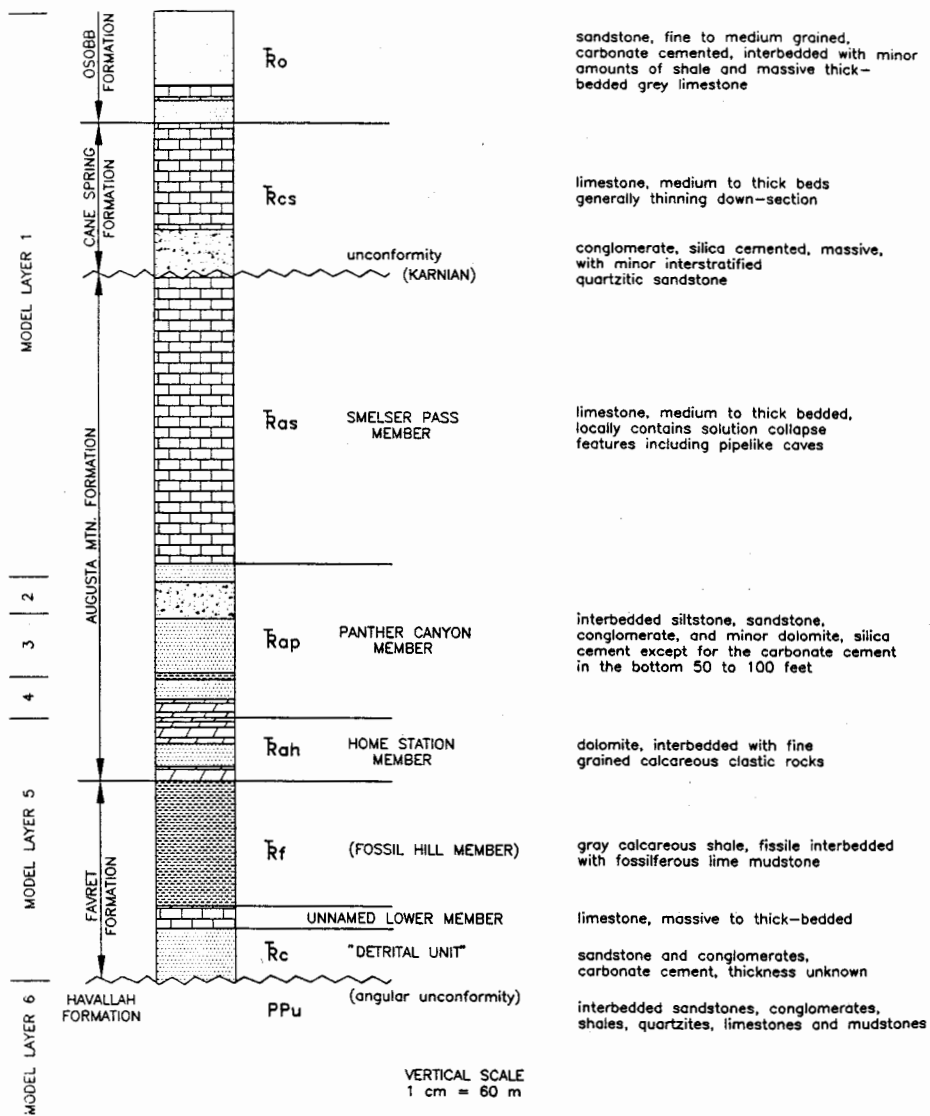 MODEL LAYER 1
OSOBB
FORMATION
T̄Ro
sandstone, fine to medium grained,
carbonate cemented, interbedded with minor
amounts of shale and massive thick-
bedded grey limestone
CANE SPRING
FORMATION
T̄Rcs
limestone, medium to thick beds
generally thinning down-section
unconformity
(KARNIAN)
conglomerate, silica cemented, massive,
with minor interstratified
quartzitic sandstone
AUGUSTA MTN. FORMATION
T̄Ras
SMELSER PASS
MEMBER
limestone, medium to thick bedded,
locally contains solution collapse
features including pipelike caves
2
3
4
T̄Rap
PANTHER CANYON
MEMBER
interbedded siltstone, sandstone,
conglomerate, and minor dolomite, silica
cement except for the carbonate cement
in the bottom 50 to 100 feet
T̄Rah
HOME STATION
MEMBER
dolomite, interbedded with fine
grained calcareous clastic rocks
MODEL LAYER 5
FAVRET
FORMATION
T̄Rf
(FOSSIL HILL MEMBER)
gray calcareous shale, fissile interbedded
with fossilferous lime mudstone
UNNAMED LOWER MEMBER
limestone, massive to thick-bedded
T̄Rc
"DETRITAL UNIT"
sandstone and conglomerates,
carbonate cement, thickness unknown
MODEL LAYER 6
HAVALLAH
FORMATION
PPu
(angular unconformity)
interbedded sandstones, conglomerates,
shales, quartzites, limestones and mudstones
VERTICAL SCALE
1 cm = 60 m